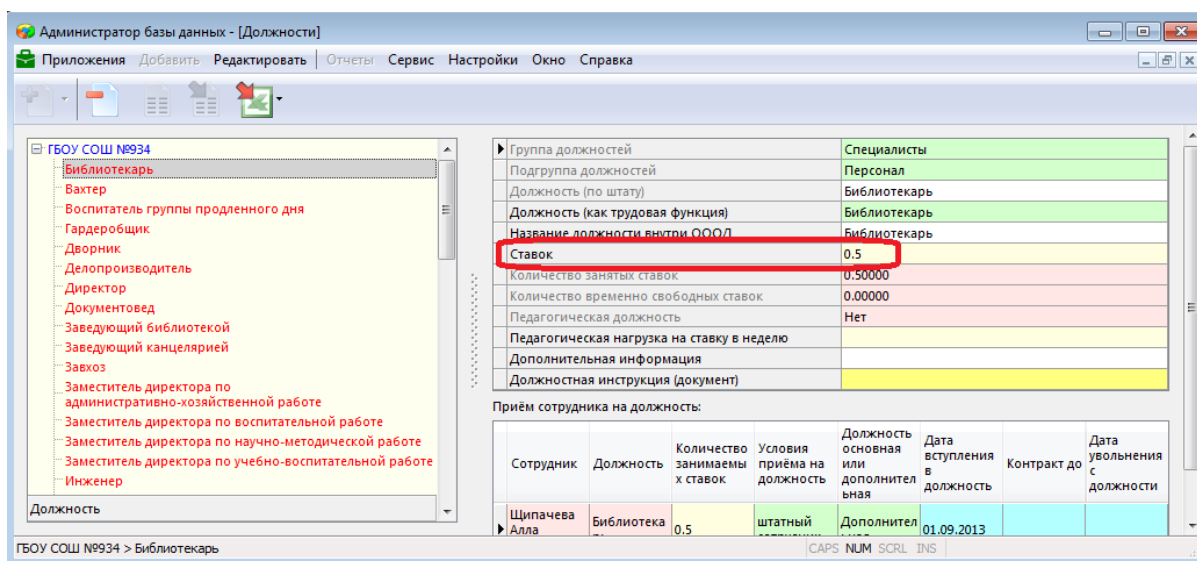 Администратор базы данных - [Должности]
Приложения Добавить Редактировать Отчеты Сервис Настройки Окно Справка
ГБОУ СОШ №934
Библиотекарь
Вахтер
Воспитатель группы продленного дня
Гардеробщик
Дворник
Делопроизводитель
Директор
Документовед
Заведующий библиотекой
Заведующий канцелярией
Завхоз
Заместитель директора по
административно-хозяйственной работе
Заместитель директора по воспитательной работе
Заместитель директора по научно-методической работе
Заместитель директора по учебно-воспитательной работе
Инженер
Должность
Группа должностей Специалисты
Подгруппа должностей Персонал
Должность (по штату) Библиотекарь
Должность (как трудовая функция) Библиотекарь
Название должности внутри ОООД Библиотекарь
Ставок 0.5
Количество занятых ставок 0.50000
Количество временно свободных ставок 0.00000
Педагогическая должность Нет
Педагогическая нагрузка на ставку в неделю
Дополнительная информация
Должностная инструкция (документ)
Приём сотрудника на должность:
Сотрудник
Должность
Количество
занимаемы
х ставок
Условия
приёма на
должность
Должность
основная
или
дополнител
ьная
Дата
вступления
в
должность
Контракт до
Дата
увольнения
с
должности
Щипачева
Алла
Библиотека
0.5
штатный
Дополнител
01.09.2013
ГБОУ СОШ №934 > Библиотекарь
CAPS NUM SCRL INS